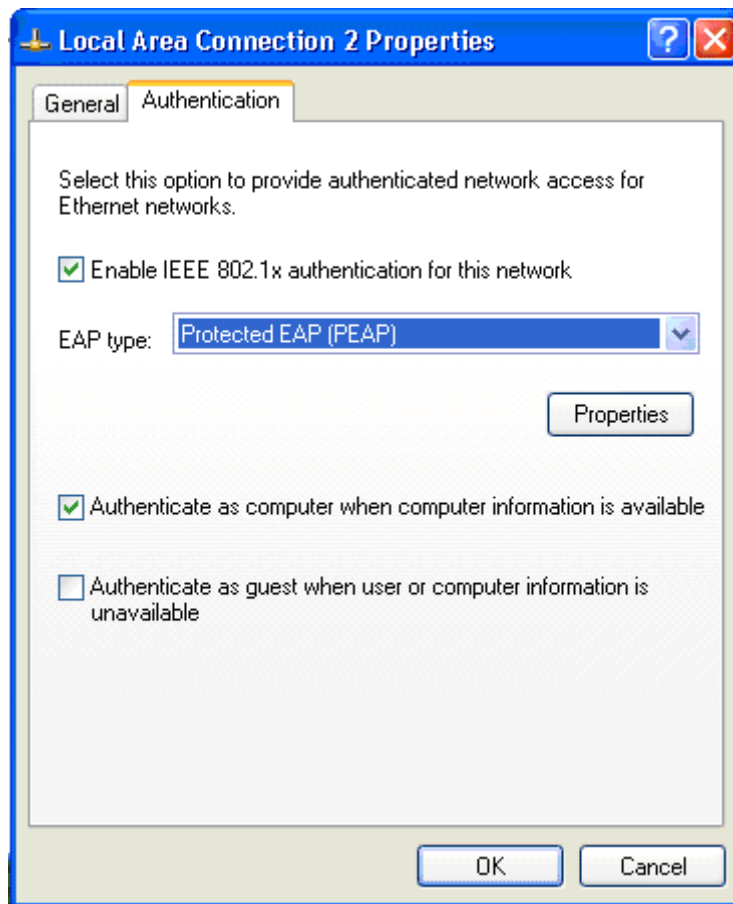 Local Area Connection 2 Properties
?
General
Authentication
Select this option to provide authenticated network access for
Ethernet networks.
Enable IEEE 802.1x authentication for this network
EAP type:
Protected EAP (PEAP)
Properties
Authenticate as computer when computer information is available
Authenticate as guest when user or computer information is
unavailable
OK
Cancel